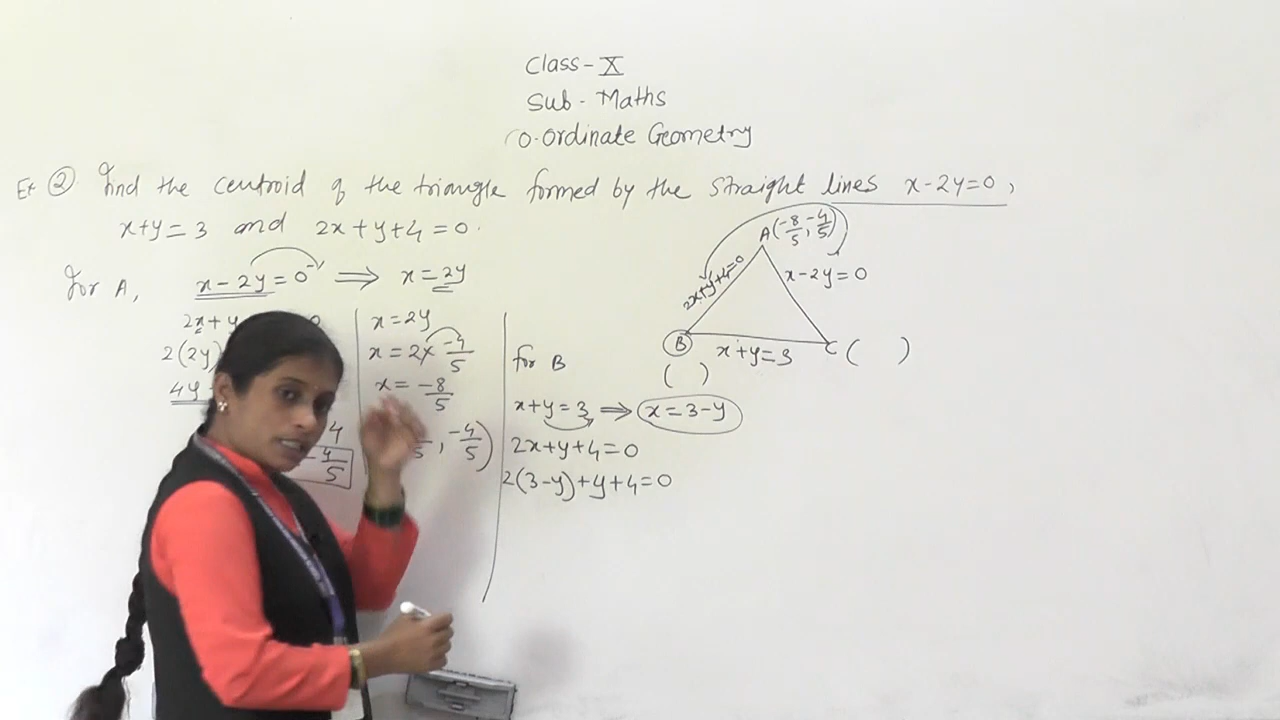 Class - X
Sub - Maths
Co-Ordinate Geometry
Ex ② Find the centroid of the triangle formed by the straight lines x-2y=0,
x+y=3 and 2x+y+4=0.
For A, x-2y=0 ⟹ x=2y
2x+y
2(2y)
4y
4
-4/5
x=2y
x=2x -4/5
x= -8/5
5 , -4/5)
For B
x+y=3 ⟹ x=3-y
2x+y+4=0
2(3-y)+y+4=0
A(-8/5, -4/5)
2x+y+4=0
x-2y=0
B
x+y=3
C ( )
( )